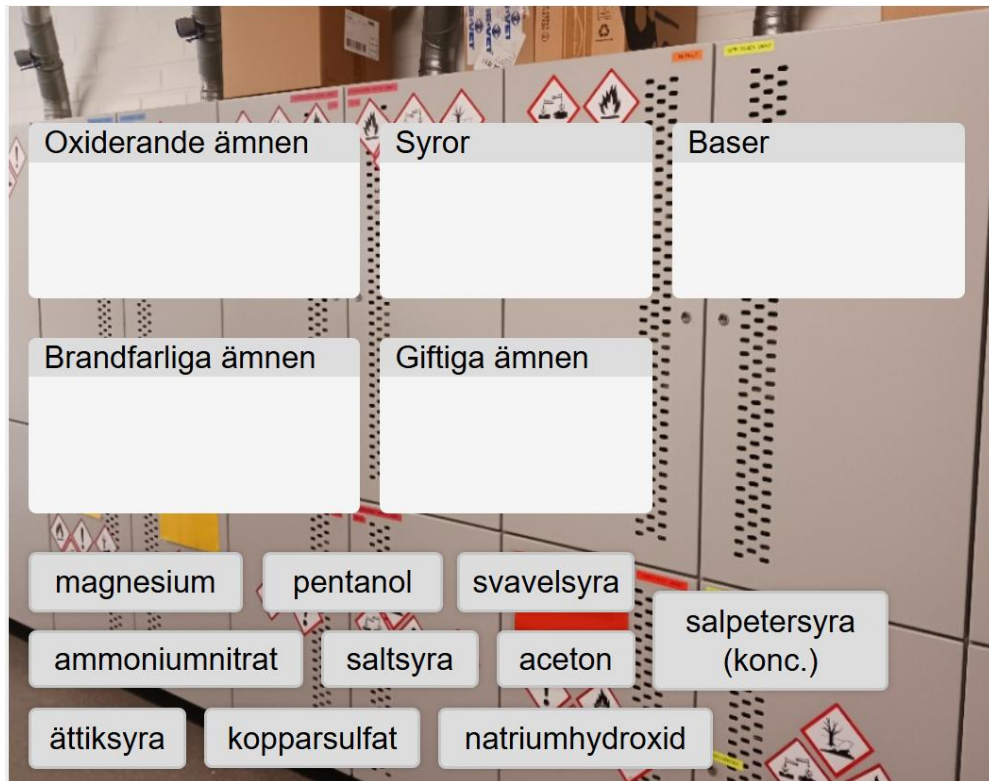 Oxiderande ämnen
Syror
Baser
Brandfarliga ämnen
Giftiga ämnen
magnesium
pentanol
svavelsyra
salpetersyra
(konc.)
ammoniumnitrat
saltsyra
aceton
ättiksyra
kopparsulfat
natriumhydroxid